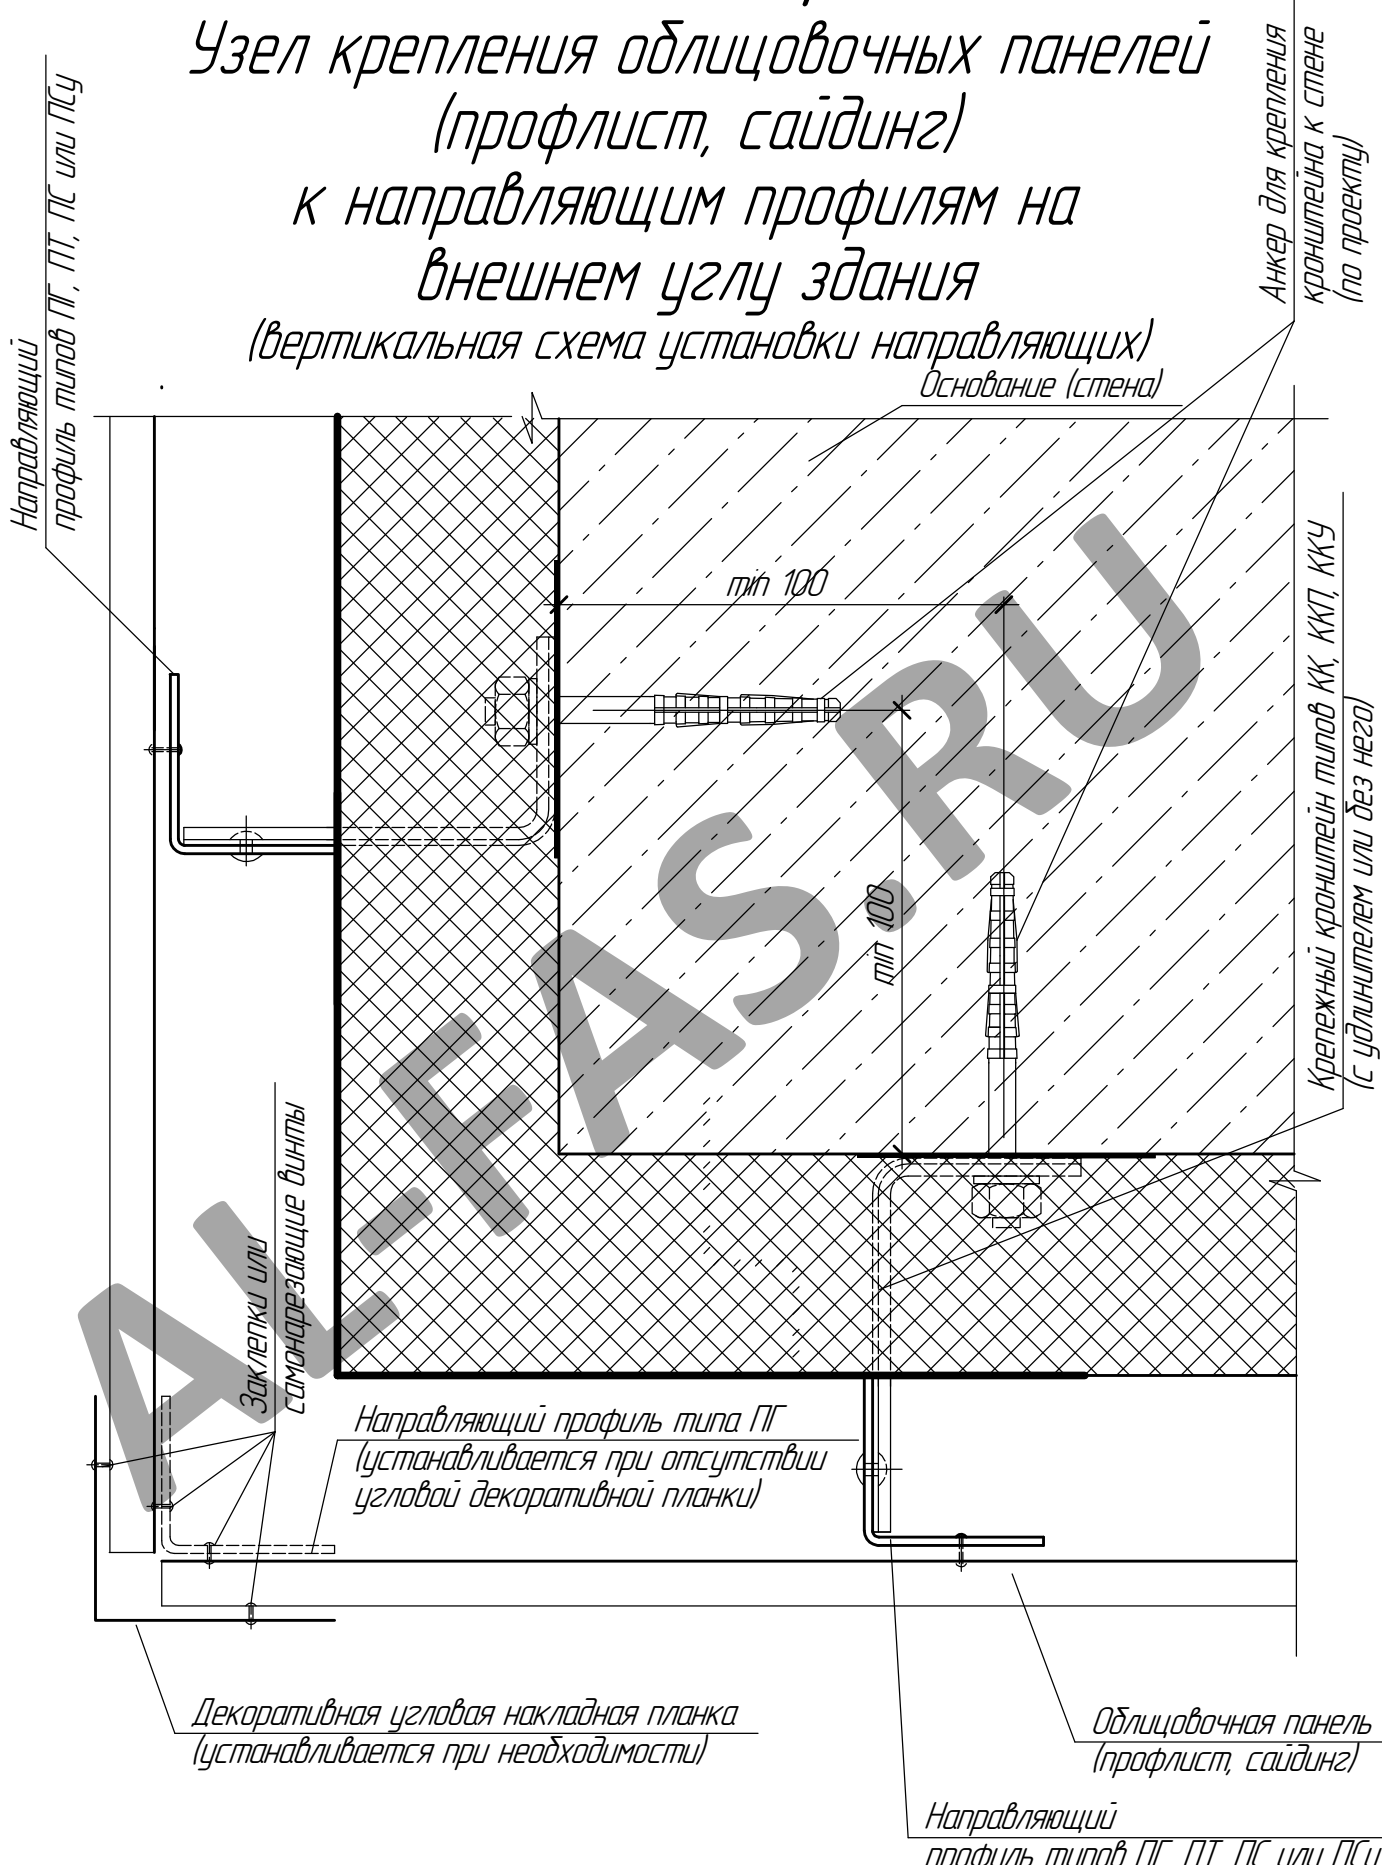 Узел крепления облицовочных панелей
(профлист, сайдинг)
к направляющим профилям на
внешнем углу здания
(вертикальная схема установки направляющих)
Направляющий
профиль типов ПГ, ПТ, ПС или ПСу
Анкер для крепления
кронштейна к стене
(по проекту)
Основание (стена)
min 100
min 100
Крепежный кронштейн типов КК, ККП, ККУ
(с удлинителем или без него)
AL-FAS.RU
Заклепки или
самонарезающие винты
Направляющий профиль типа ПГ
(устанавливается при отсутствии
угловой декоративной планки)
Декоративная угловая накладная планка
(устанавливается при необходимости)
Облицовочная панель
(профлист, сайдинг)
Направляющий
профиль типов ПГ, ПТ, ПС или ПСу